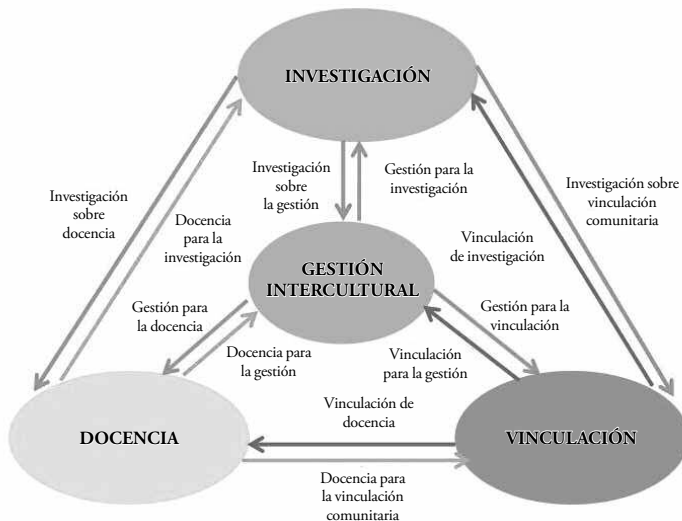 INVESTIGACIÓN
Investigación
sobre
la gestión
Gestión para la
investigación
Investigación
sobre
docencia
Docencia
para la
investigación
Investigación sobre
vinculación
comunitaria
Vinculación
de investigación
GESTIÓN
INTERCULTURAL
Gestión para
la docencia
Gestión para la
vinculación
Docencia para
la gestión
Vinculación
para la gestión
DOCENCIA
Vinculación de
docencia
VINCULACIÓN
Docencia para
la vinculación
comunitaria